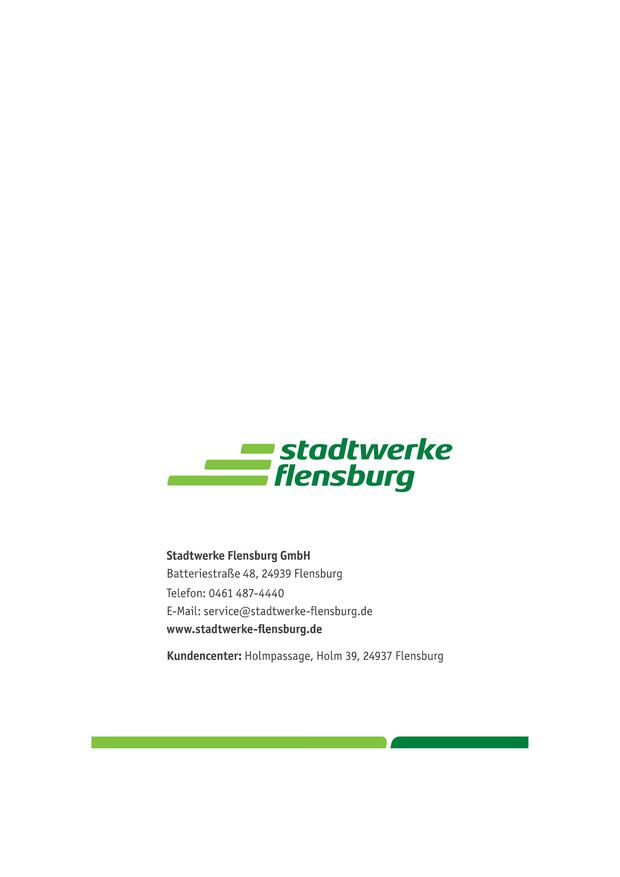 stadtwerke
flensburg
Stadtwerke Flensburg GmbH
Batteriestraße 48, 24939 Flensburg
Telefon: 0461 487-4440
E-Mail: service@stadtwerke-flensburg.de
www.stadtwerke-flensburg.de
Kundencenter: Holmpassage, Holm 39, 24937 Flensburg